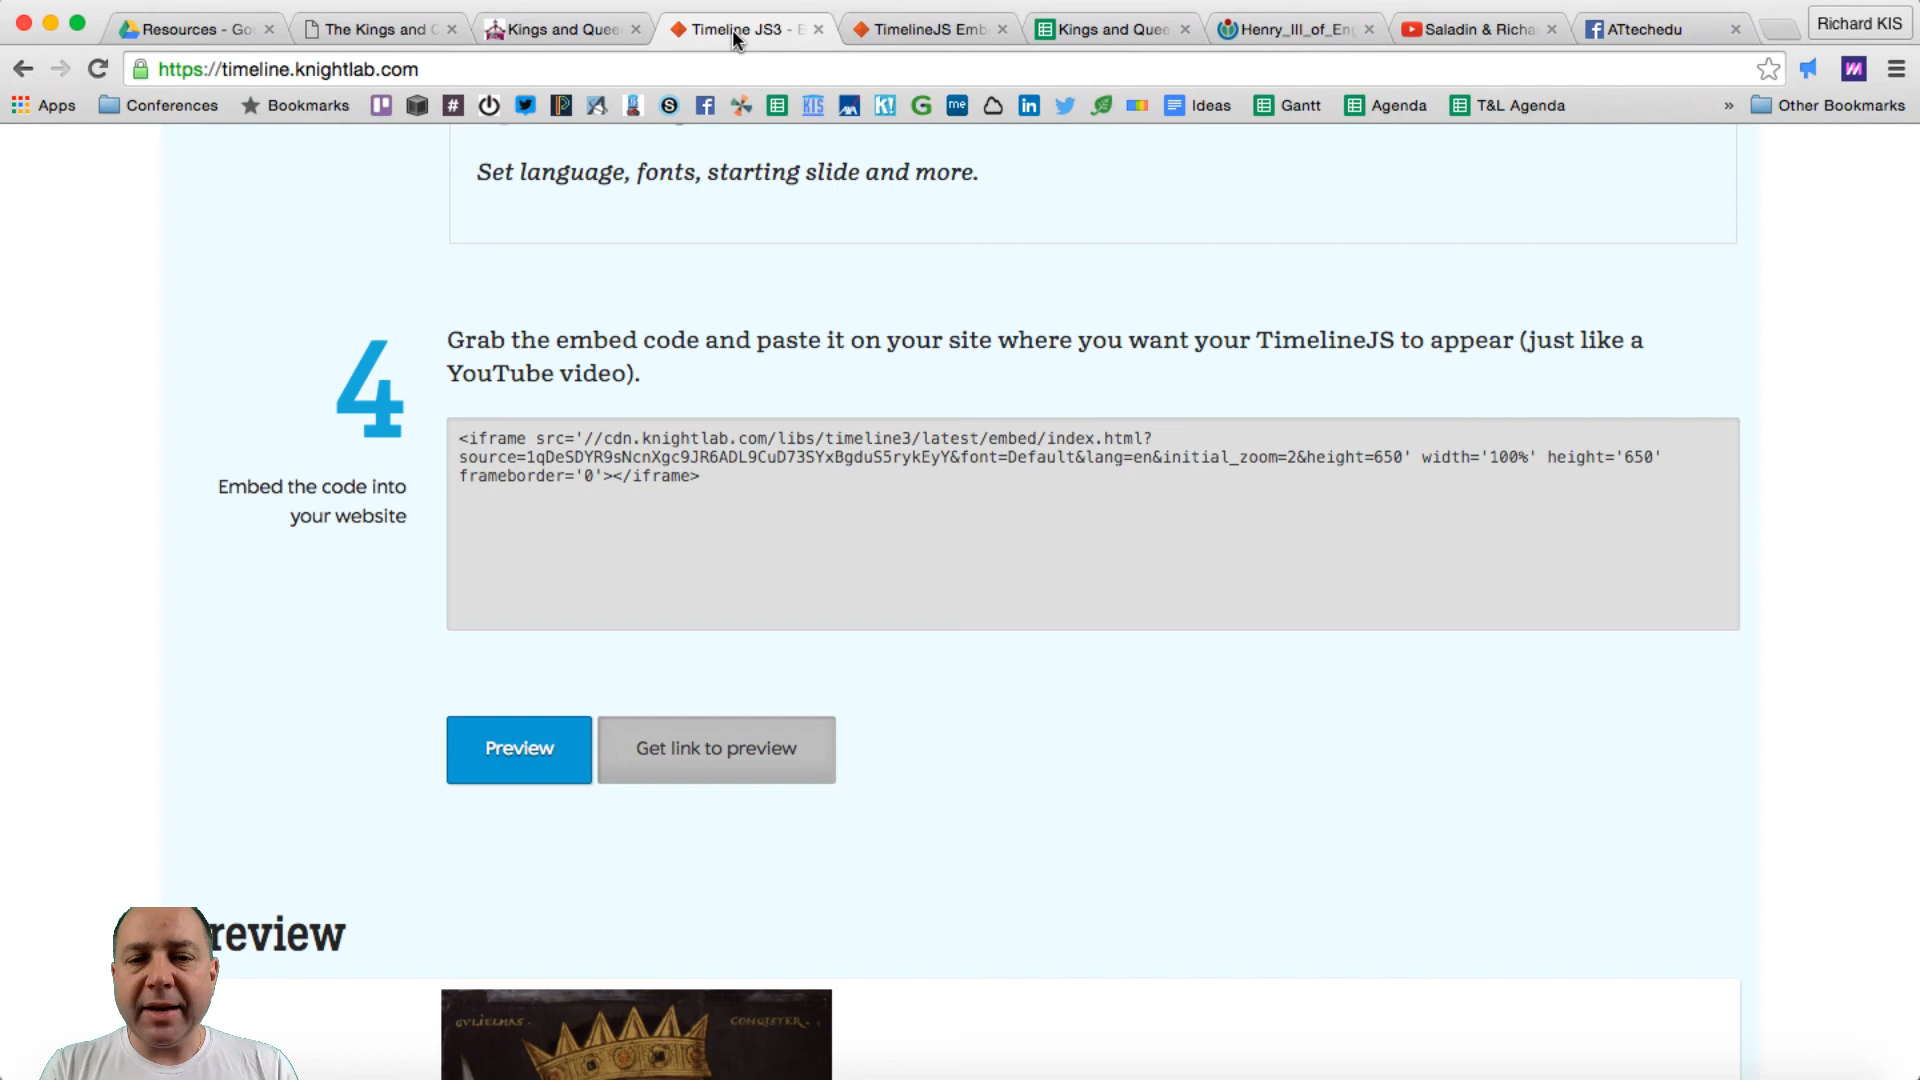 Resources - Go
The Kings and
Kings and Quee
Timeline JS3 -
TimelineJS Emb
Kings and Quee
Henry_III_of_En
Saladin & Richa
ATtechedu
Richard KIS
https://timeline.knightlab.com
Apps
Conferences
Bookmarks
Ideas
Gantt
Agenda
T&L Agenda
»
Other Bookmarks
Set language, fonts, starting slide and more.
4
Embed the code into
your website
Grab the embed code and paste it on your site where you want your TimelineJS to appear (just like a
YouTube video).
<iframe src='//cdn.knightlab.com/libs/timeline3/latest/embed/index.html?
source=1qDeSDYR9sNcnXgc9JR6ADL9CuD73SYxBgduS5rykEyY&font=Default&lang=en&initial_zoom=2&height=650' width='100%' height='650'
frameborder='0'></iframe>
Preview
Get link to preview
review
GVLIELMAS